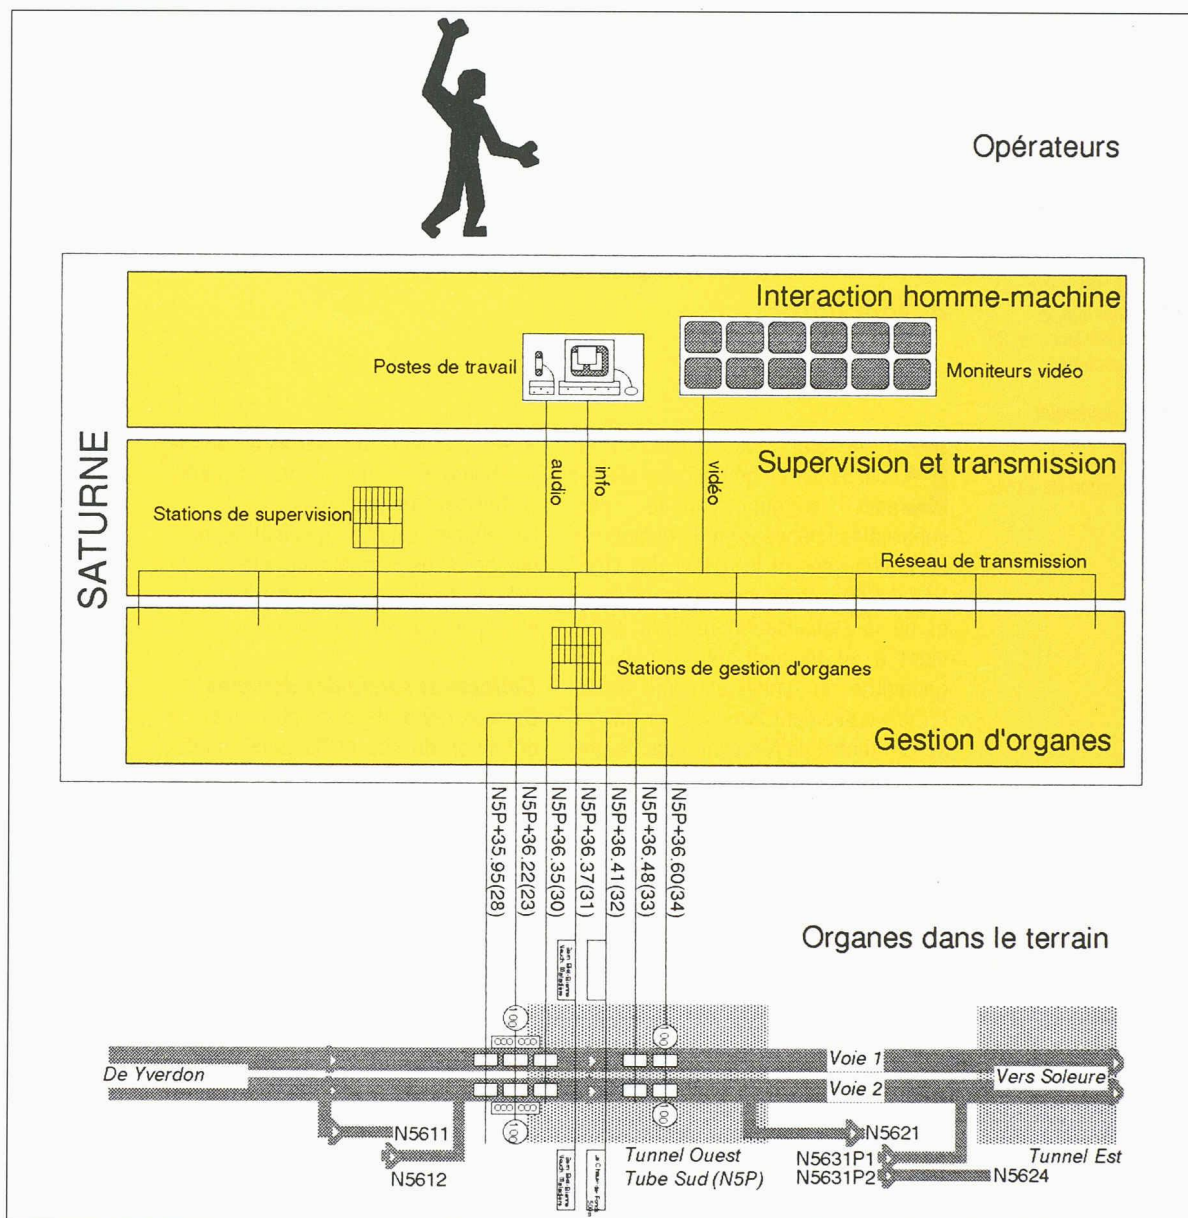 Opérateurs
SATURNE
Interaction homme-machine
Postes de travail
Moniteurs vidéo
Supervision et transmission
audio
info
vidéo
Stations de supervision
Réseau de transmission
Stations de gestion d'organes
Gestion d'organes
N5P+35.95(28)
N5P+36.22(23)
N5P+36.35(30)
N5P+36.37(31)
N5P+36.41(32)
N5P+36.48(33)
N5P+36.60(34)
Organes dans le terrain
100
100
Voie 1
De Yverdon
Vers Soleure
Voie 2
100
100
N5611
N5612
Tunnel Ouest
Tube Sud (N5P)
N5621
N5631P1
N5631P2
N5624
Tunnel Est